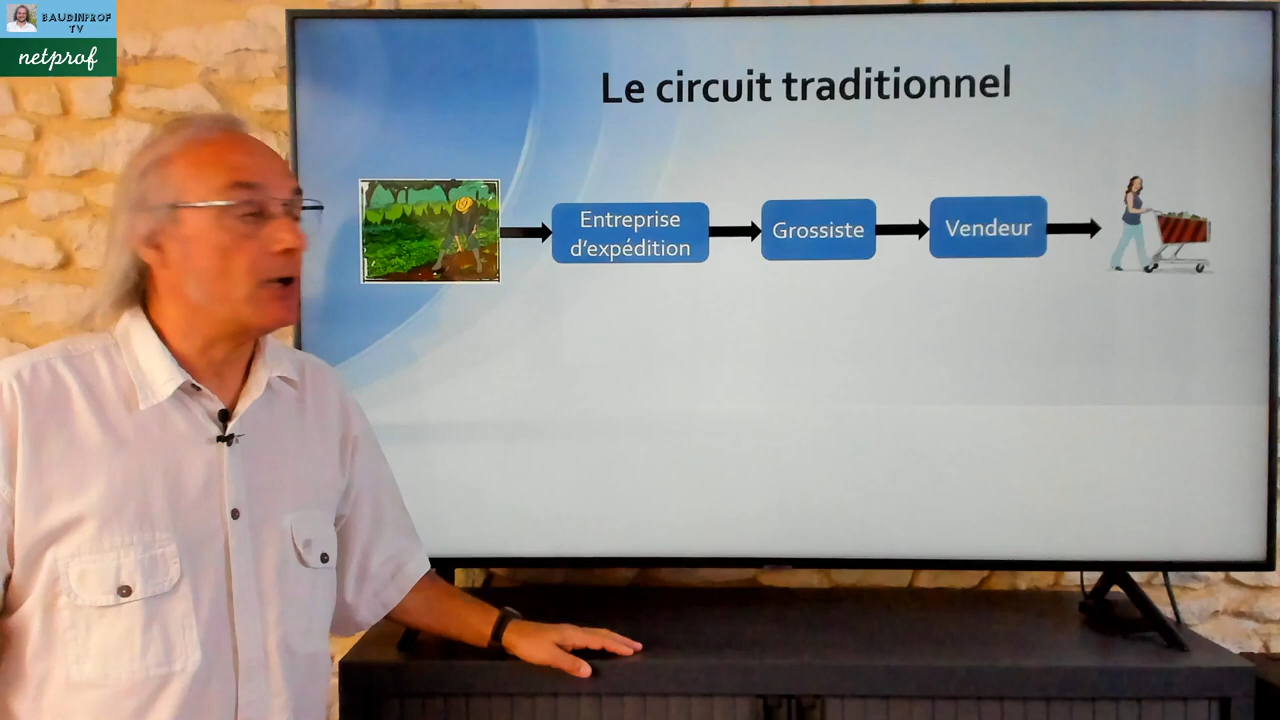 BAUDINPROF
TV
netprof
Le circuit traditionnel
Entreprise
d'expédition
Grossiste
Vendeur